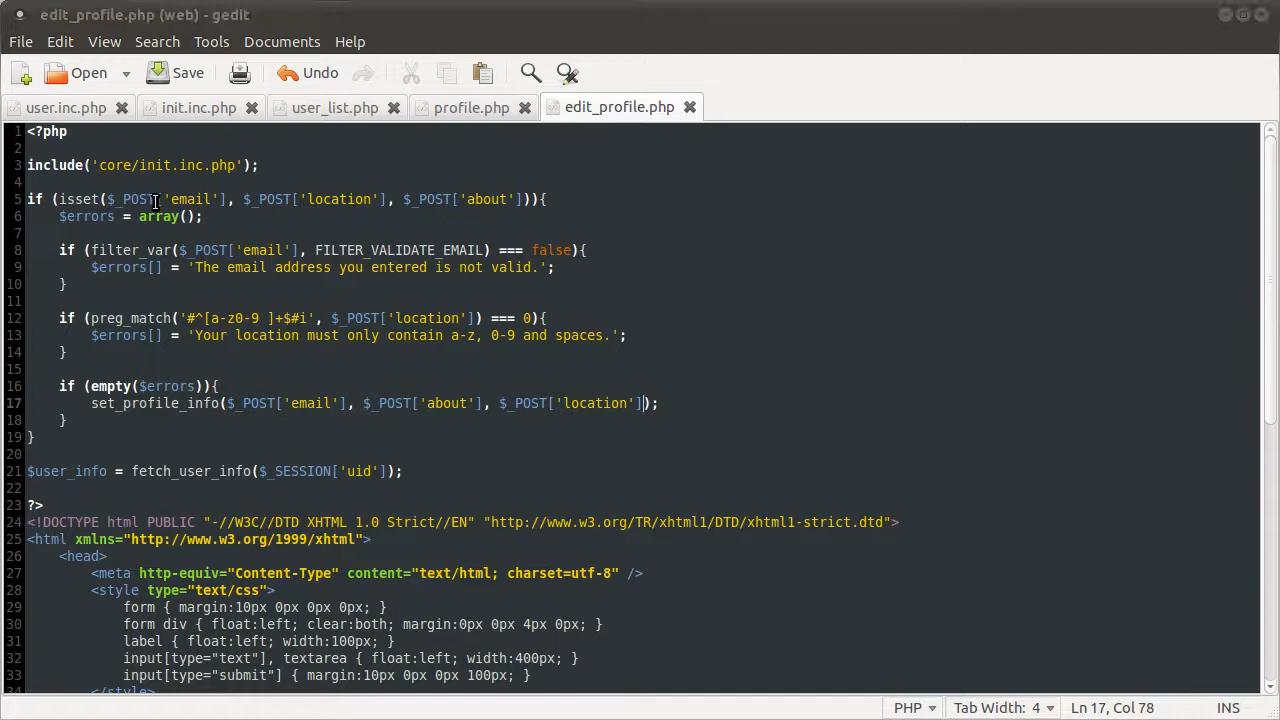 edit_profile.php (web) - gedit
File Edit View Search Tools Documents Help
Open Save Undo
user.inc.php init.inc.php user_list.php profile.php edit_profile.php
1 <?php
2
3 include('core/init.inc.php');
4
5 if (isset($_POST['email'], $_POST['location'], $_POST['about'])){
6 $errors = array();
7
8 if (filter_var($_POST['email'], FILTER_VALIDATE_EMAIL) === false){
9 $errors[] = 'The email address you entered is not valid.';
10 }
11
12 if (preg_match('#^[a-z0-9 ]+$#i', $_POST['location']) === 0){
13 $errors[] = 'Your location must only contain a-z, 0-9 and spaces.';
14 }
15
16 if (empty($errors)){
17 set_profile_info($_POST['email'], $_POST['about'], $_POST['location']);
18 }
19 }
20
21 $user_info = fetch_user_info($_SESSION['uid']);
22
23 ?>
24 <!DOCTYPE html PUBLIC "-//W3C//DTD XHTML 1.0 Strict//EN" "http://www.w3.org/TR/xhtml1/DTD/xhtml1-strict.dtd">
25 <html xmlns="http://www.w3.org/1999/xhtml">
26 <head>
27 <meta http-equiv="Content-Type" content="text/html; charset=utf-8" />
28 <style type="text/css">
29 form { margin:10px 0px 0px 0px; }
30 form div { float:left; clear:both; margin:0px 0px 4px 0px; }
31 label { float:left; width:100px; }
32 input[type="text"], textarea { float:left; width:400px; }
33 input[type="submit"] { margin:10px 0px 0px 100px; }
34 </style>
PHP Tab Width: 4 Ln 17, Col 78 INS